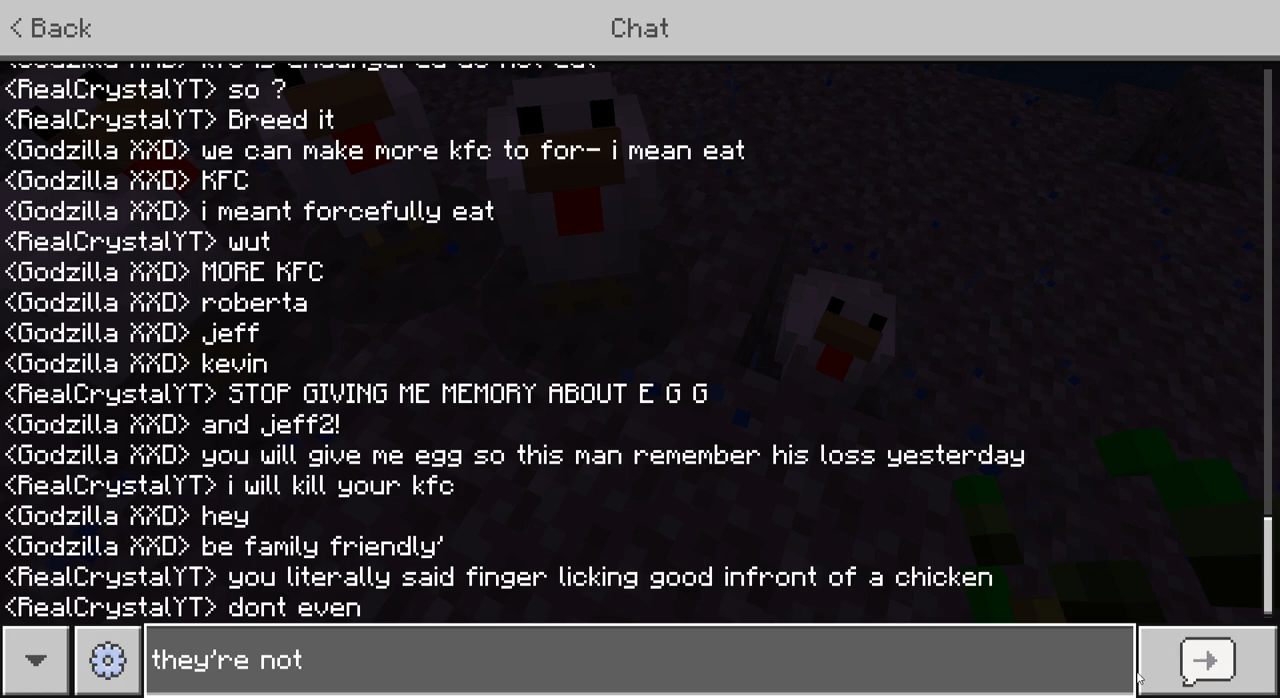 < Back
Chat
<RealCrystalYT> so ?
<RealCrystalYT> Breed it
<Godzilla XXD> we can make more kfc to for- i mean eat
<Godzilla XXD> KFC
<Godzilla XXD> i meant forcefully eat
<RealCrystalYT> wut
<Godzilla XXD> MORE KFC
<Godzilla XXD> roberta
<Godzilla XXD> jeff
<Godzilla XXD> kevin
<RealCrystalYT> STOP GIVING ME MEMORY ABOUT E G G
<Godzilla XXD> and jeff2!
<Godzilla XXD> you will give me egg so this man remember his loss yesterday
<RealCrystalYT> i will kill your kfc
<Godzilla XXD> hey
<Godzilla XXD> be family friendly'
<RealCrystalYT> you literally said finger licking good infront of a chicken
<RealCrystalYT> dont even
they're not